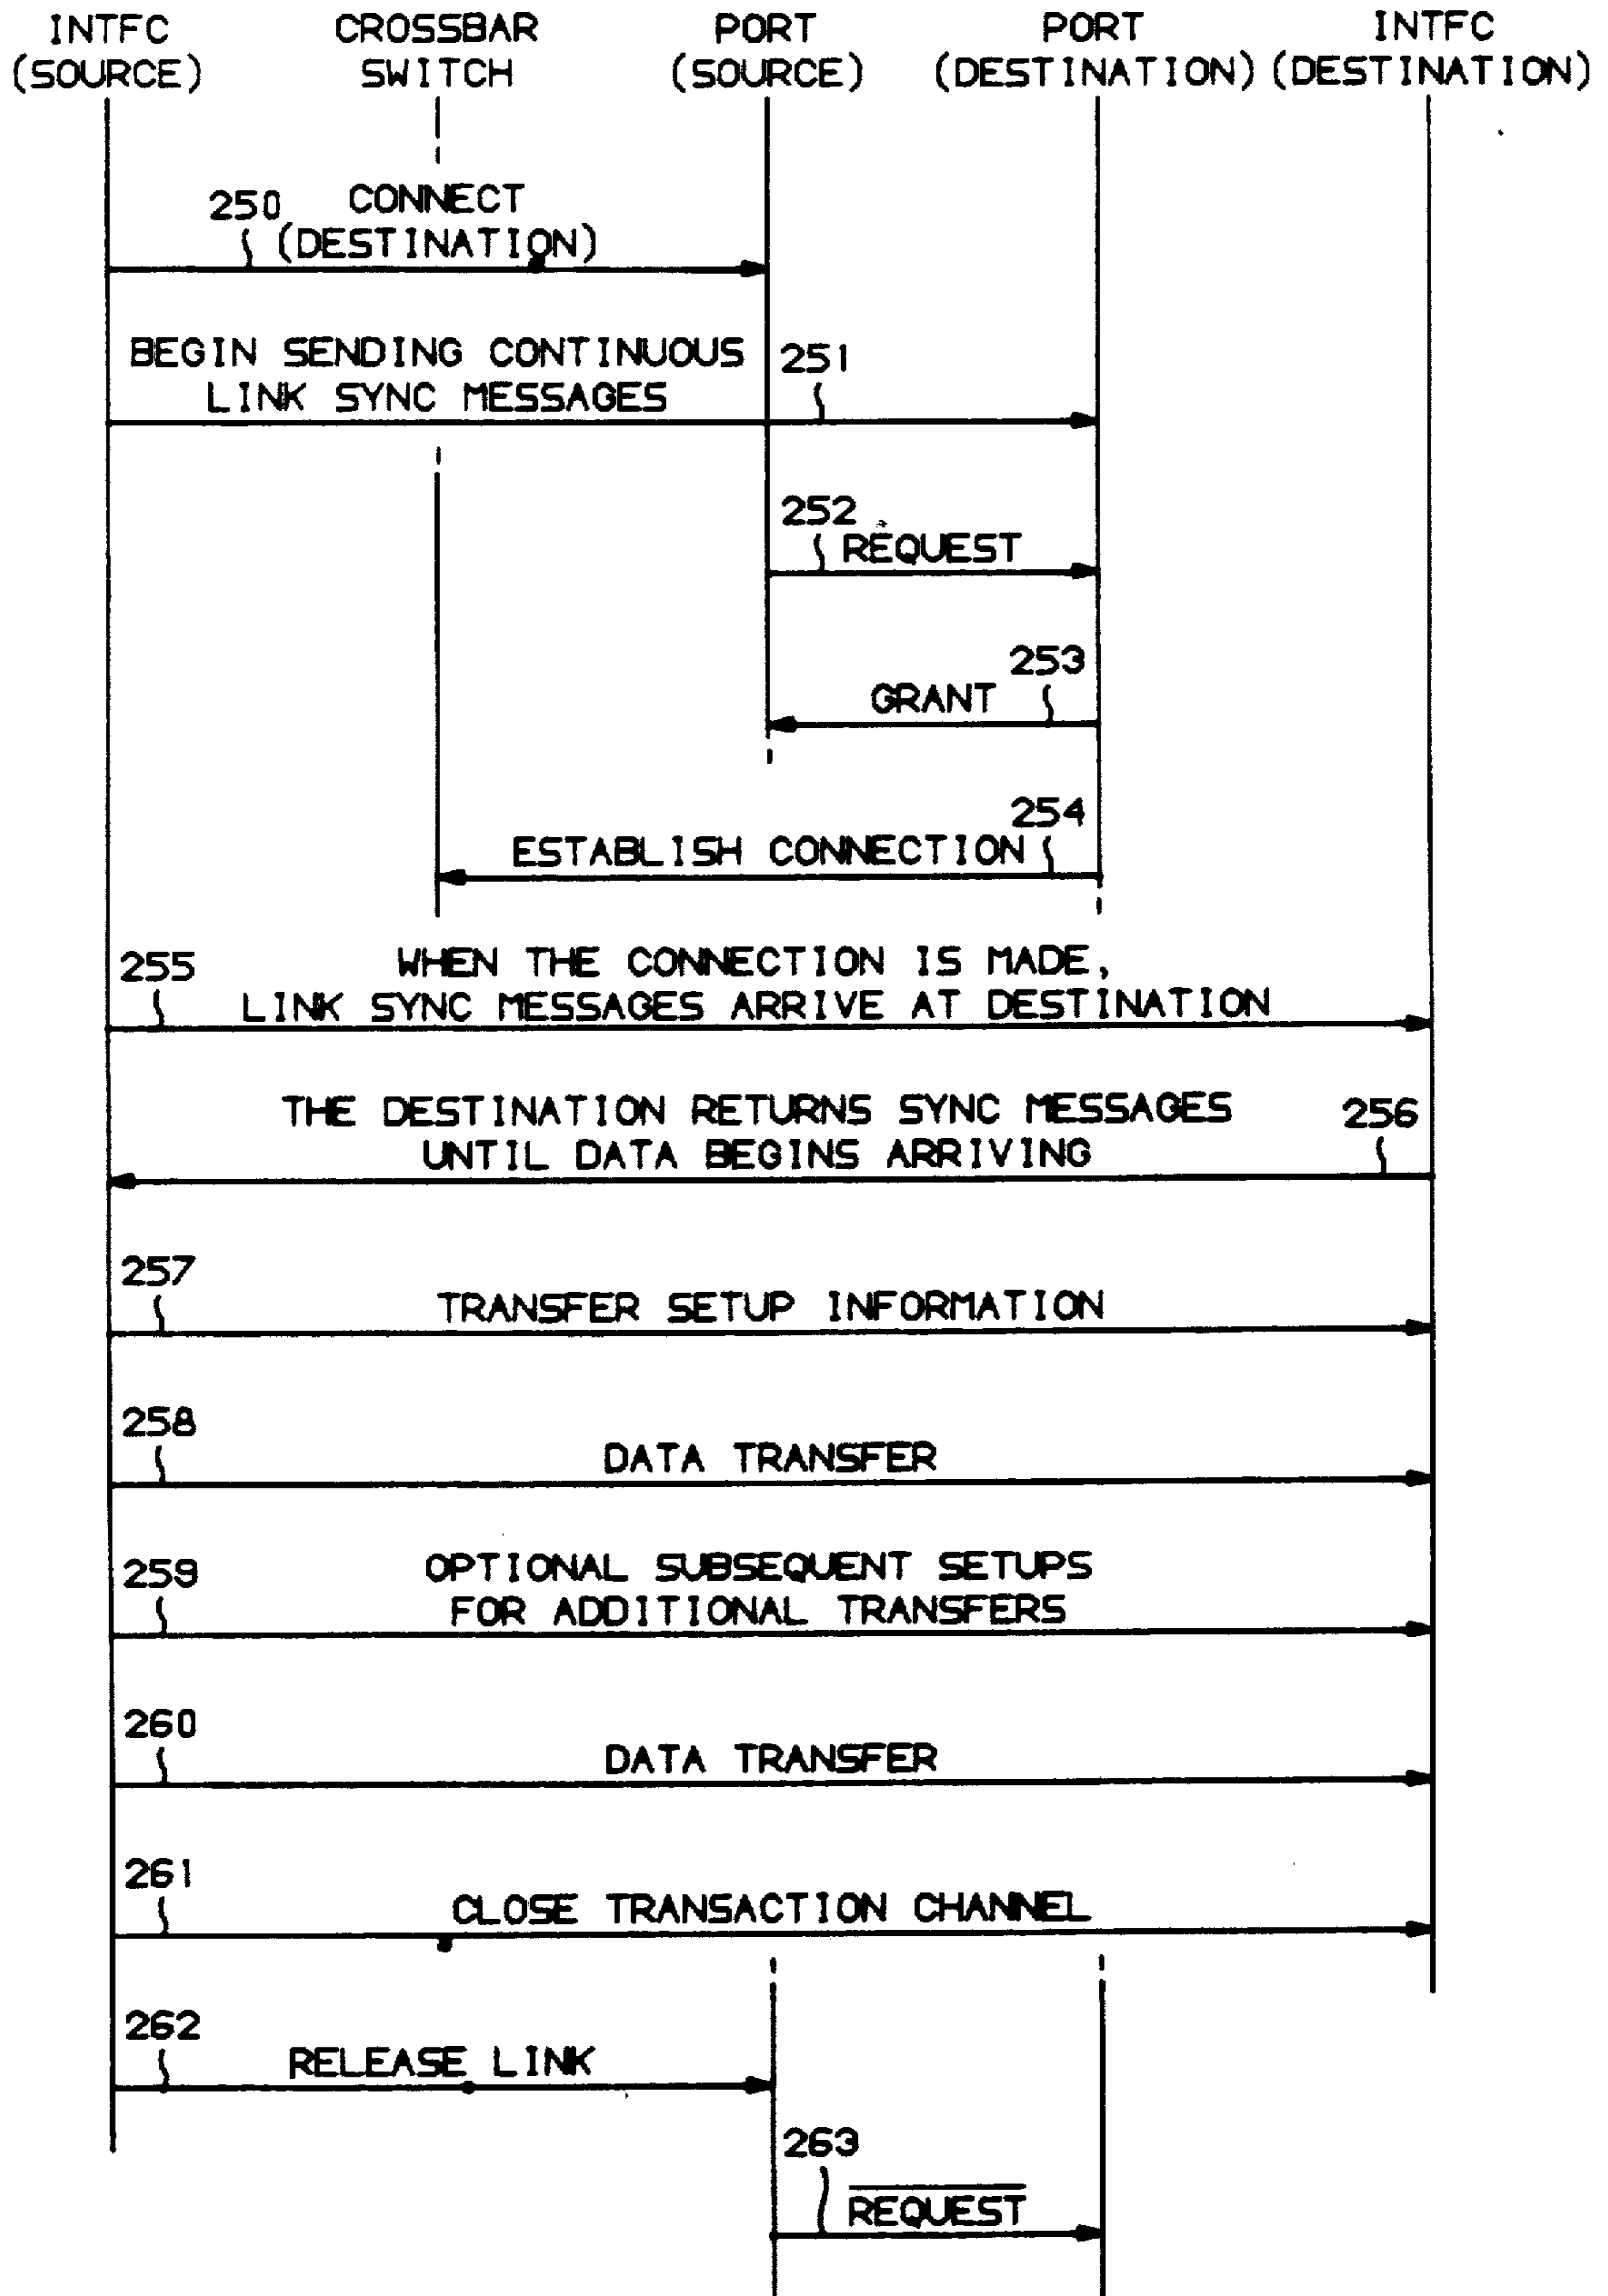 INTFC
(SOURCE)
CROSSBAR
SWITCH
PORT
(SOURCE)
PORT
(DESTINATION)
INTFC
(DESTINATION)
250
CONNECT
(DESTINATION)
BEGIN SENDING CONTINUOUS
LINK SYNC MESSAGES
251
252
REQUEST
253
GRANT
254
ESTABLISH CONNECTION
255
WHEN THE CONNECTION IS MADE,
LINK SYNC MESSAGES ARRIVE AT DESTINATION
THE DESTINATION RETURNS SYNC MESSAGES
UNTIL DATA BEGINS ARRIVING
256
257
TRANSFER SETUP INFORMATION
258
DATA TRANSFER
259
OPTIONAL SUBSEQUENT SETUPS
FOR ADDITIONAL TRANSFERS
260
DATA TRANSFER
261
CLOSE TRANSACTION CHANNEL
262
RELEASE LINK
263
R̅E̅Q̅U̅E̅S̅T̅